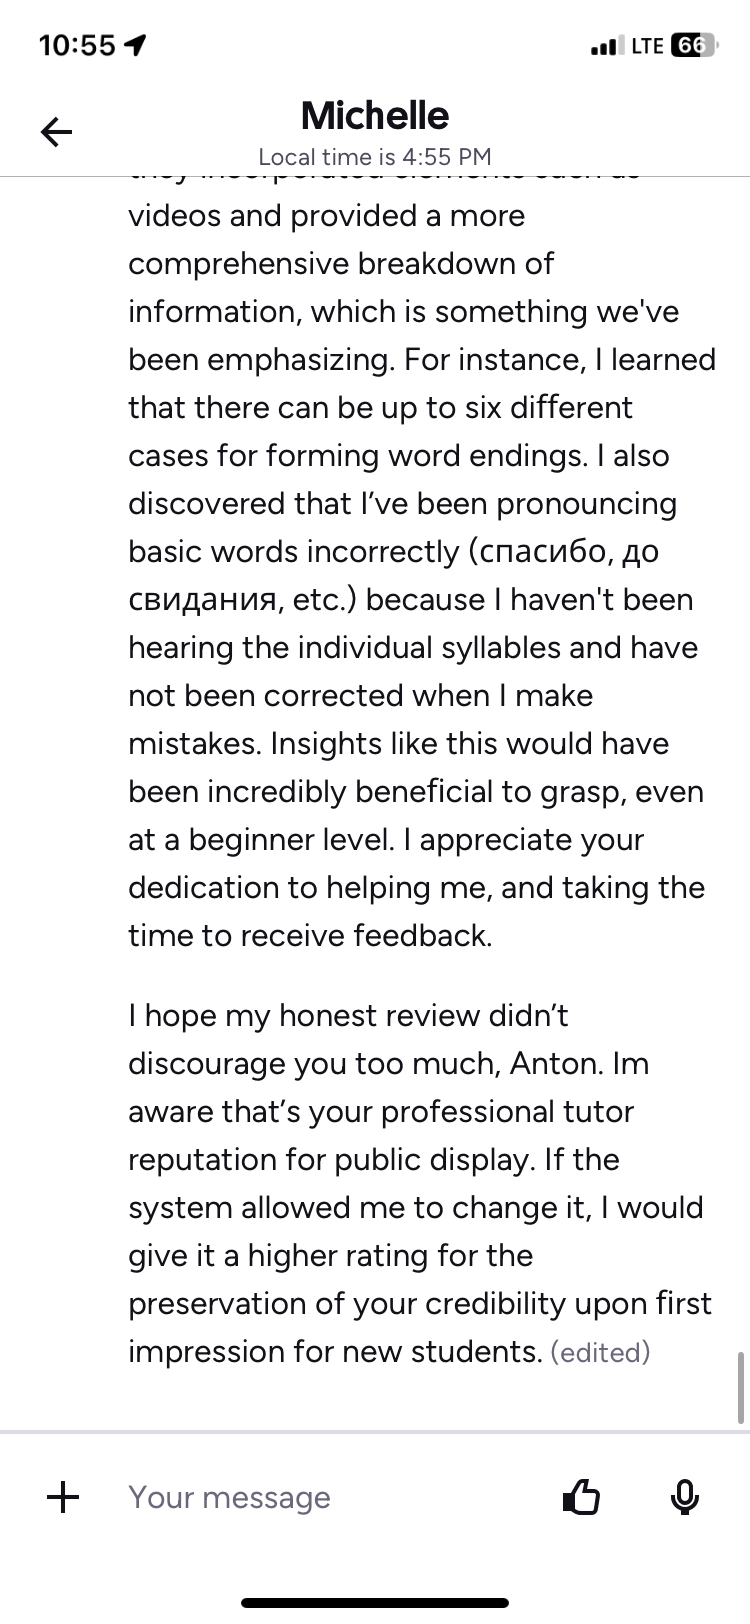 10:55
LTE 66
Michelle
Local time is 4:55 PM
they incorporated elements such as
videos and provided a more
comprehensive breakdown of
information, which is something we've
been emphasizing. For instance, I learned
that there can be up to six different
cases for forming word endings. I also
discovered that I’ve been pronouncing
basic words incorrectly (спасибо, до
свидания, etc.) because I haven't been
hearing the individual syllables and have
not been corrected when I make
mistakes. Insights like this would have
been incredibly beneficial to grasp, even
at a beginner level. I appreciate your
dedication to helping me, and taking the
time to receive feedback.
I hope my honest review didn’t
discourage you too much, Anton. Im
aware that’s your professional tutor
reputation for public display. If the
system allowed me to change it, I would
give it a higher rating for the
preservation of your credibility upon first
impression for new students. (edited)
Your message